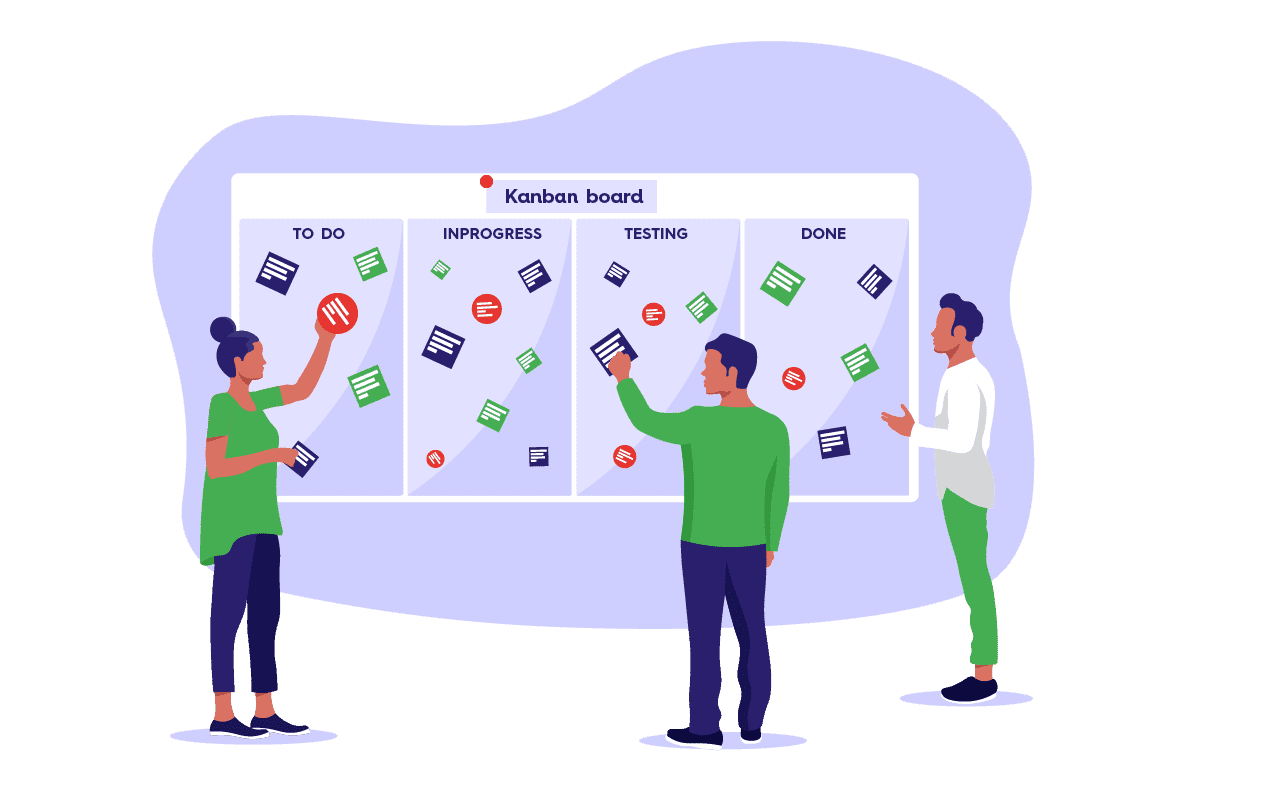 Kanban board
TO DO
INPROGRESS
TESTING
DONE